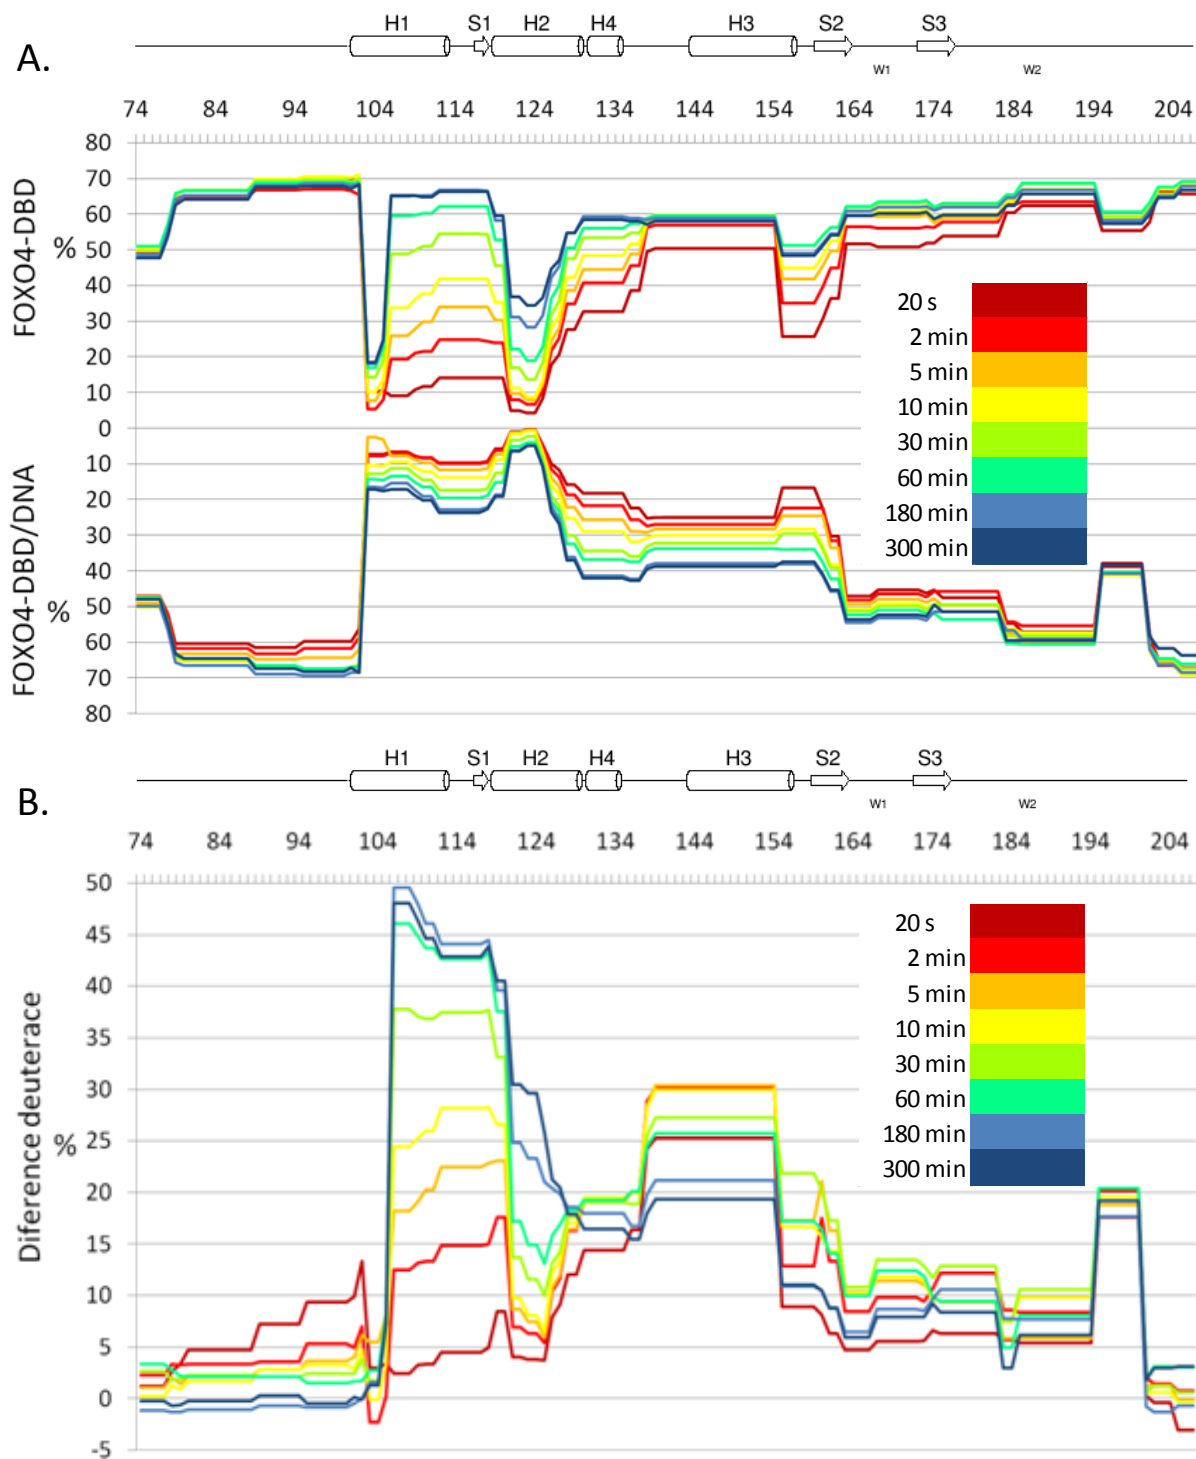 H1 S1 H2 H4 H3 S2 S3
A.
W1 W2
74 84 94 104 114 124 134 144 154 164 174 184 194 204
80
70
60
50
40
30
20
10
0
10
20
30
40
50
60
70
80
FOXO4-DBD
%
FOXO4-DBD/DNA
%
20 s
2 min
5 min
10 min
30 min
60 min
180 min
300 min
H1 S1 H2 H4 H3 S2 S3
B.
W1 W2
74 84 94 104 114 124 134 144 154 164 174 184 194 204
50
45
40
35
30
25
20
15
10
5
0
-5
Diference deuterace
%
20 s
2 min
5 min
10 min
30 min
60 min
180 min
300 min